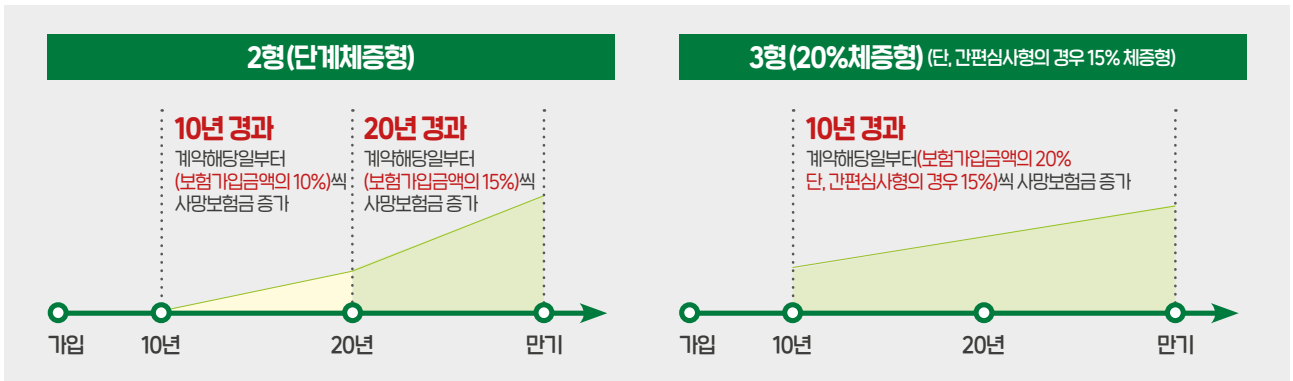 2형(단계체증형)
10년 경과
계약해당일부터
(보험가입금액의 10%)씩
사망보험금 증가
20년 경과
계약해당일부터
(보험가입금액의 15%)씩
사망보험금 증가
가입
10년
20년
만기
3형(20%체증형) (단, 간편심사형의 경우 15% 체증형)
10년 경과
계약해당일부터(보험가입금액의 20%
단, 간편심사형의 경우 15%)씩 사망보험금 증가
가입
10년
20년
만기